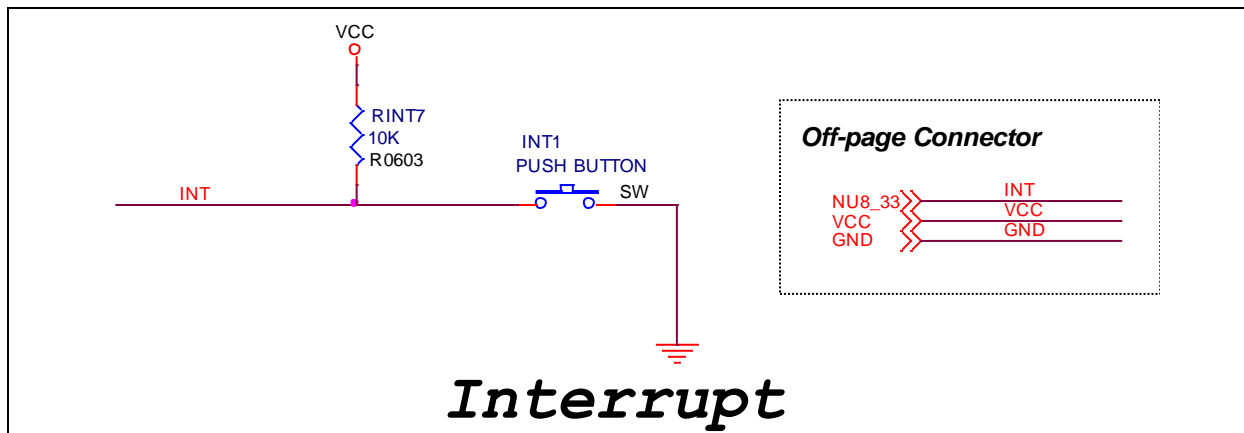 VCC
RINT7
10K
R0603
INT
INT1
PUSH BUTTON
SW
Off-page Connector
NU8_33 INT
VCC VCC
GND GND
Interrupt